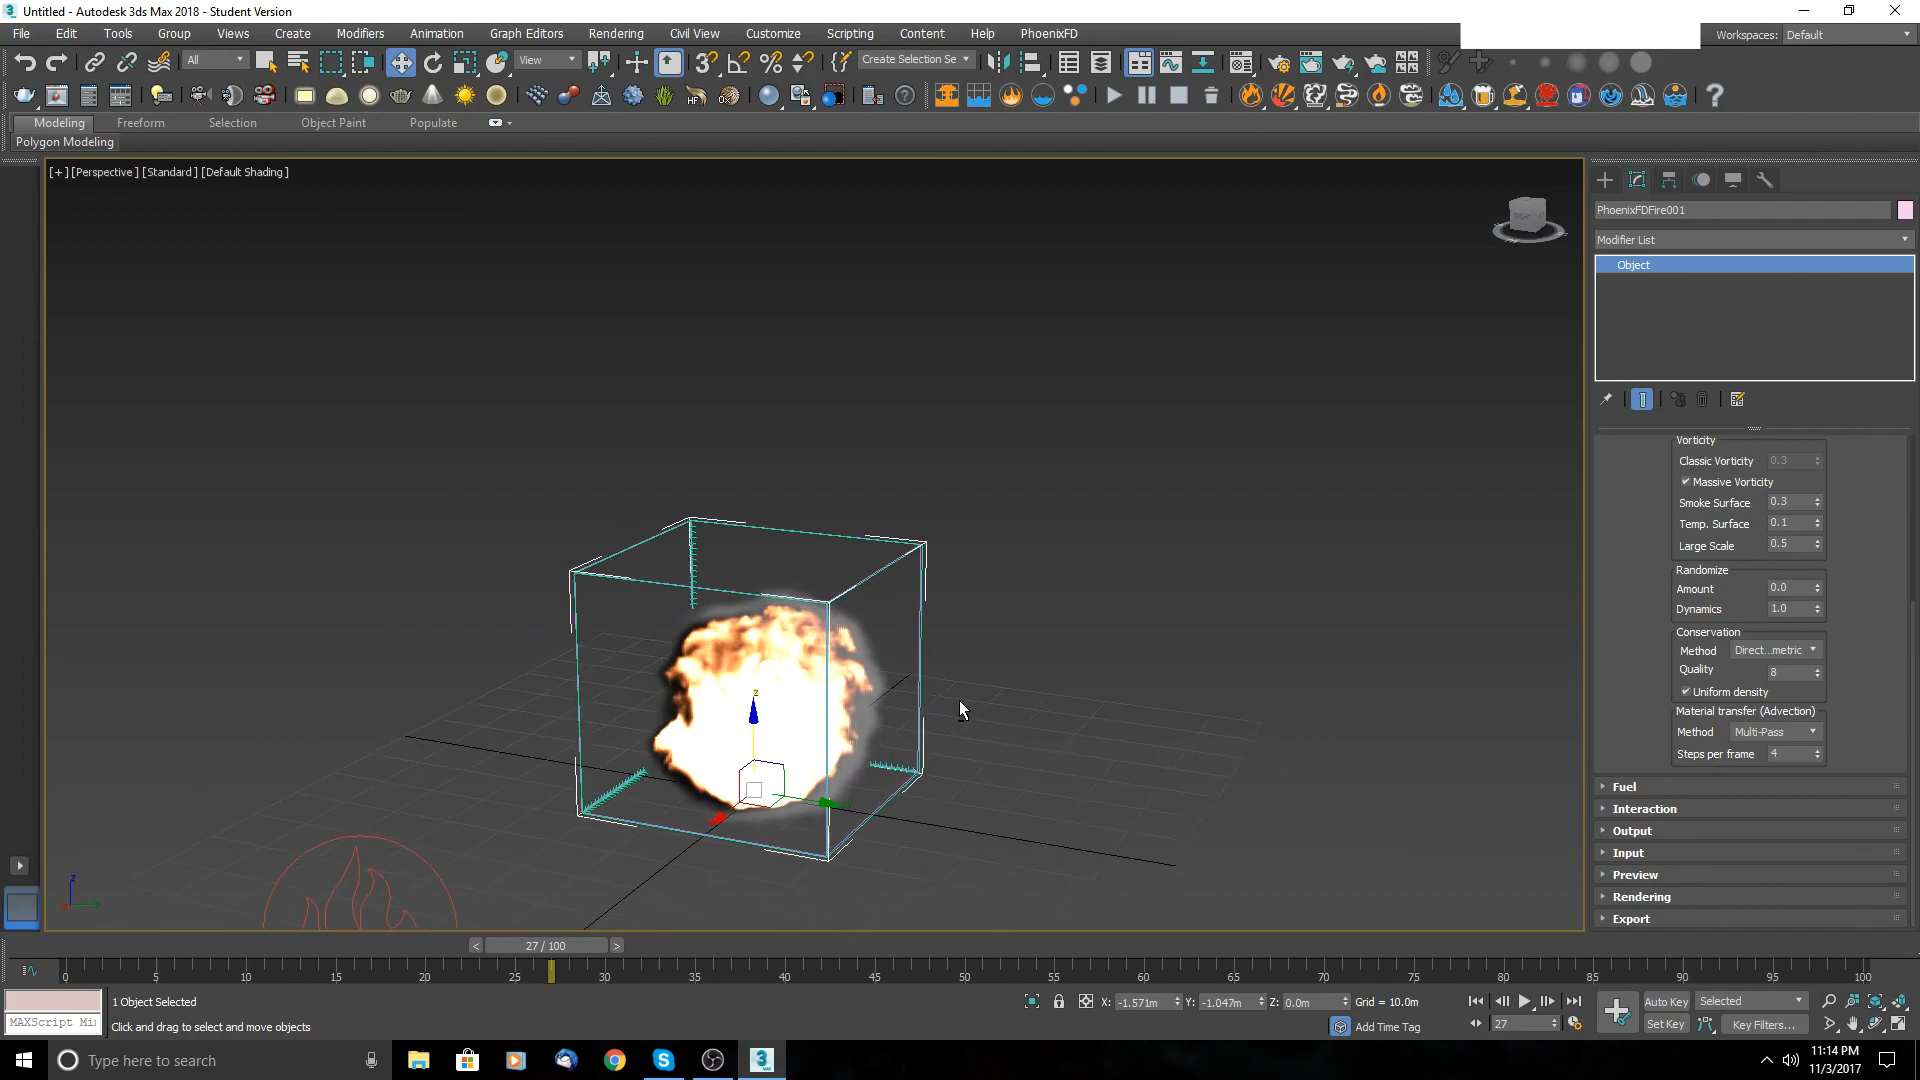 Untitled - Autodesk 3ds Max 2018 - Student Version
File Edit Tools Group Views Create Modifiers Animation Graph Editors Rendering Civil View Customize Scripting Content Help PhoenixFD Workspaces: Default
All View Create Selection Se
Modeling Freeform Selection Object Paint Populate
Polygon Modeling
[+] [Perspective] [Standard] [Default Shading]
PhoenixFDFire001
Modifier List
Object
Vorticity
Classic Vorticity 0.3
Massive Vorticity
Smoke Surface 0.3
Temp. Surface 0.1
Large Scale 0.5
Randomize
Amount 0.0
Dynamics 1.0
Conservation
Method Direct...metric
Quality 8
Uniform density
Material transfer (Advection)
Method Multi-Pass
Steps per frame 4
Fuel
Interaction
Output
Input
Preview
Rendering
Export
z
z
< 27 / 100 >
0 5 10 15 20 25 30 35 40 45 50 55 60 65 70 75 80 85 90 95 100
1 Object Selected X: -1.571m Y: -1.047m Z: 0.0m Grid = 10.0m Auto Key Selected
MAXScript Mi Click and drag to select and move objects Add Time Tag 27 Set Key Key Filters...
Type here to search
11:14 PM
11/3/2017